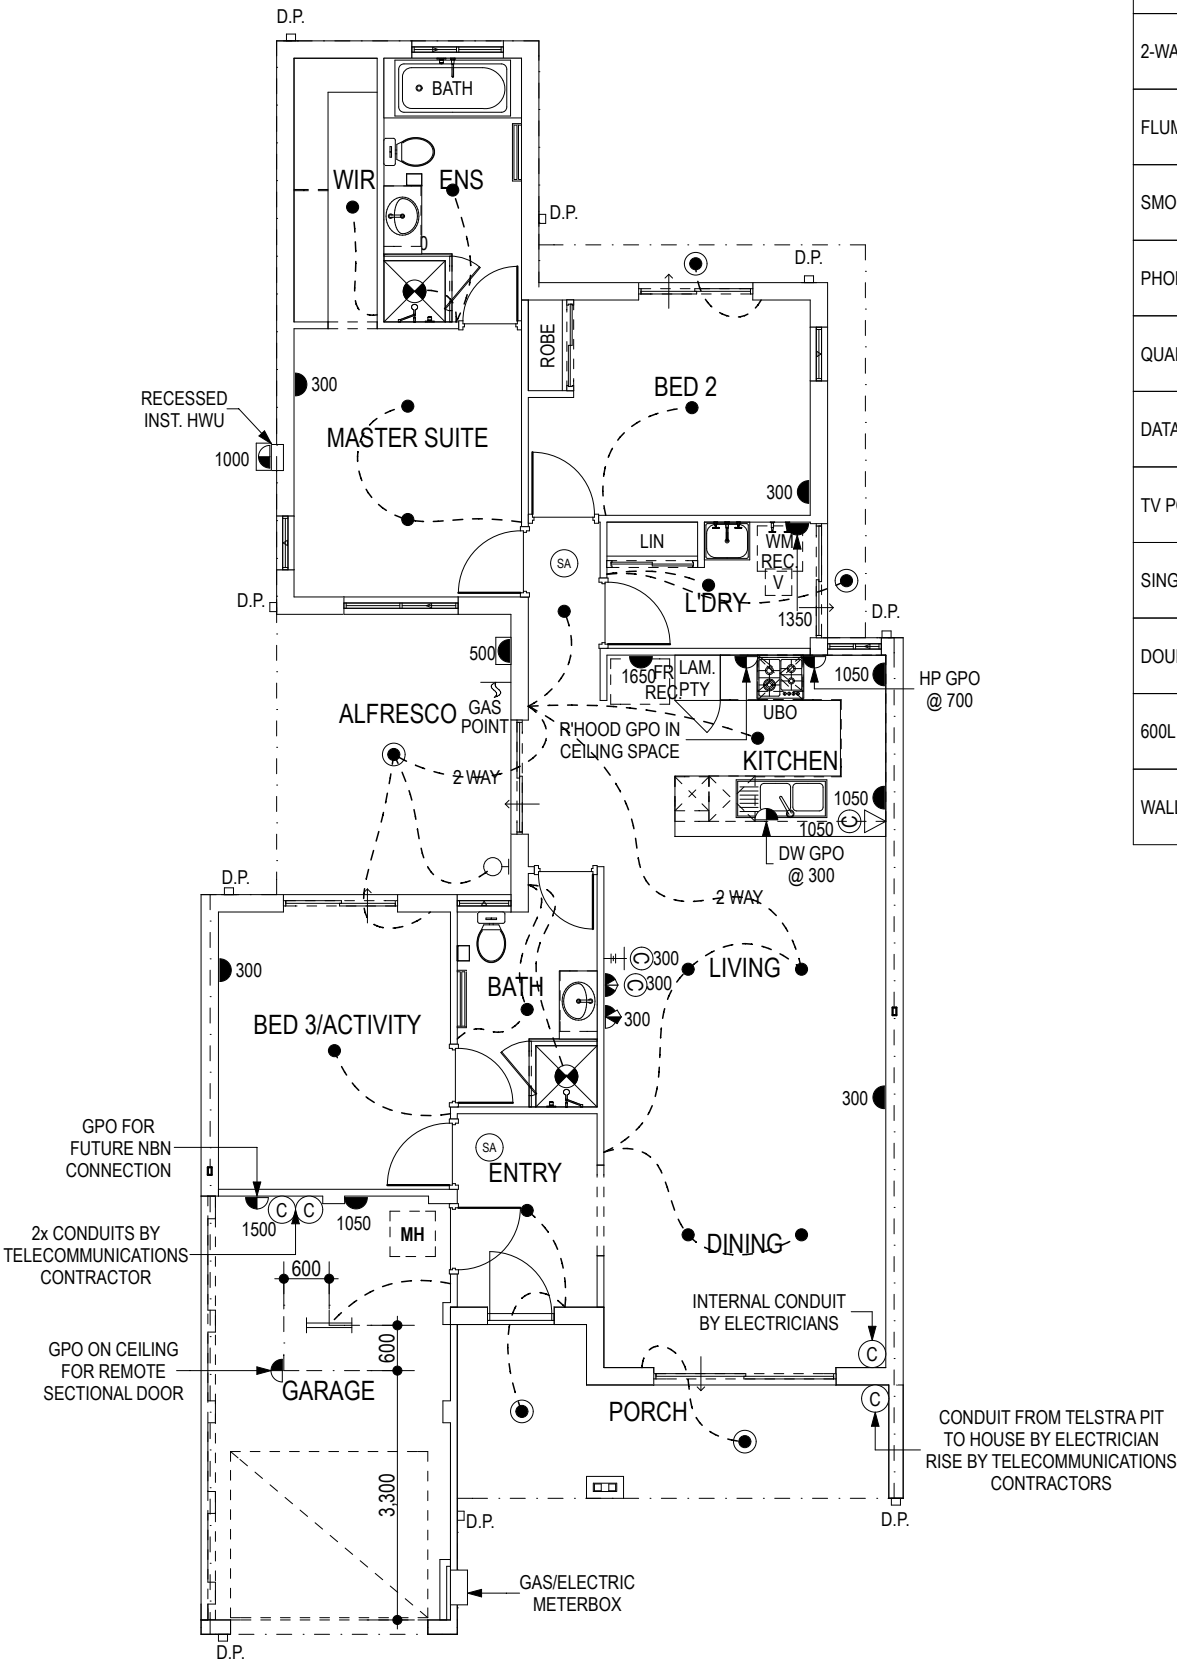 D.P.
2-WA
BATH
FLUM
WIR
ENS
SMO
D.P.
D.P.
PHO
ROBE
QUA
300
BED 2
RECESSED
INST. HWU
MASTER SUITE
DATA
1000
300
TV P
LIN
WM
REC
SA
V
SING
L'DRY
D.P.
1350
D.P.
500
1650
FR
REC.
LAM.
PTY
1050
HP GPO
@ 700
DOU
GAS
POINT
UBO
ALFRESCO
R'HOOD GPO IN
CEILING SPACE
600L
KITCHEN
2 WAY
1050
WALL
1050
C
DW GPO
@ 300
D.P.
2 WAY
300
C
300
LIVING
C
300
BATH
300
BED 3/ACTIVITY
300
GPO FOR
FUTURE NBN
CONNECTION
SA
ENTRY
1500
C
C
1050
2x CONDUITS BY
TELECOMMUNICATIONS
CONTRACTOR
MH
DINING
600
INTERNAL CONDUIT
BY ELECTRICIANS
GPO ON CEILING
FOR REMOTE
SECTIONAL DOOR
600
C
GARAGE
PORCH
C
CONDUIT FROM TELSTRA PIT
TO HOUSE BY ELECTRICIAN
RISE BY TELECOMMUNICATIONS
CONTRACTORS
3,300
D.P.
D.P.
GAS/ELECTRIC
METERBOX
D.P.